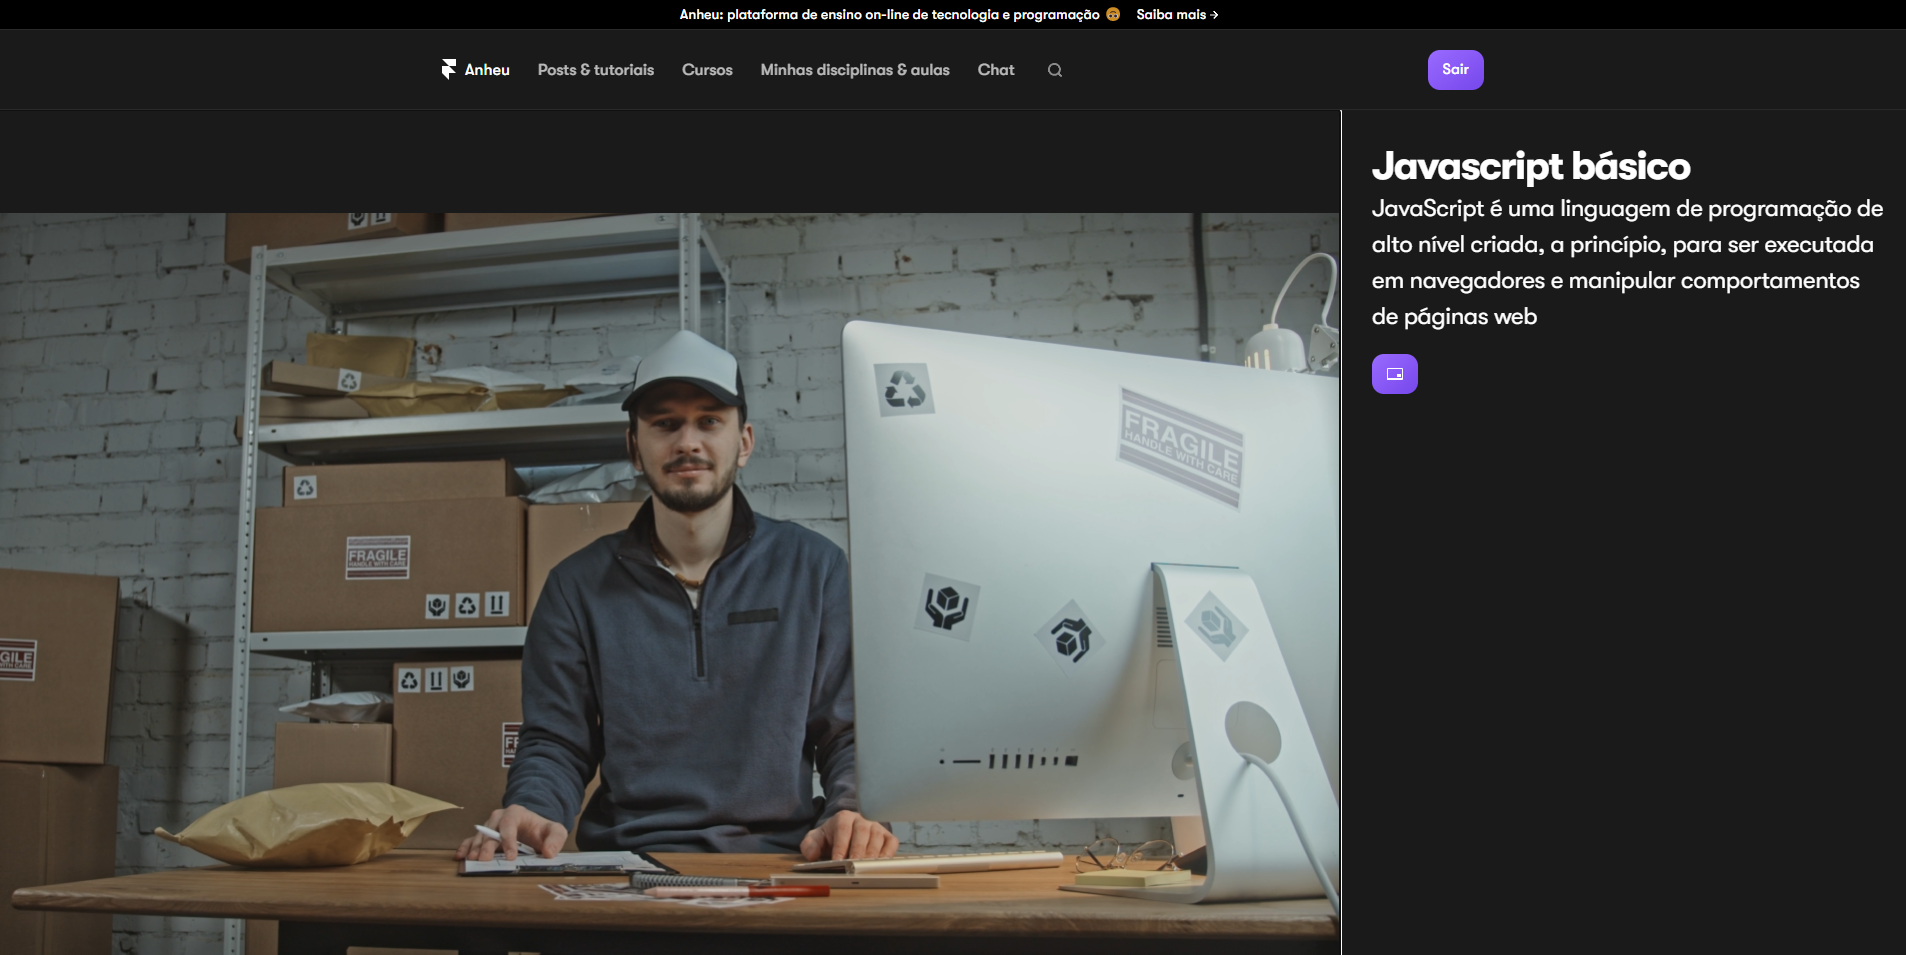 Anheu: plataforma de ensino on-line de tecnologia e programação 🙃 Saiba mais →
Anheu Posts & tutoriais Cursos Minhas disciplinas & aulas Chat Sair
Javascript básico
JavaScript é uma linguagem de programação de
alto nível criada, a princípio, para ser executada
em navegadores e manipular comportamentos
de páginas web
FRAGILE
HANDLE WITH CARE
FRAGILE
HANDLE WITH CARE